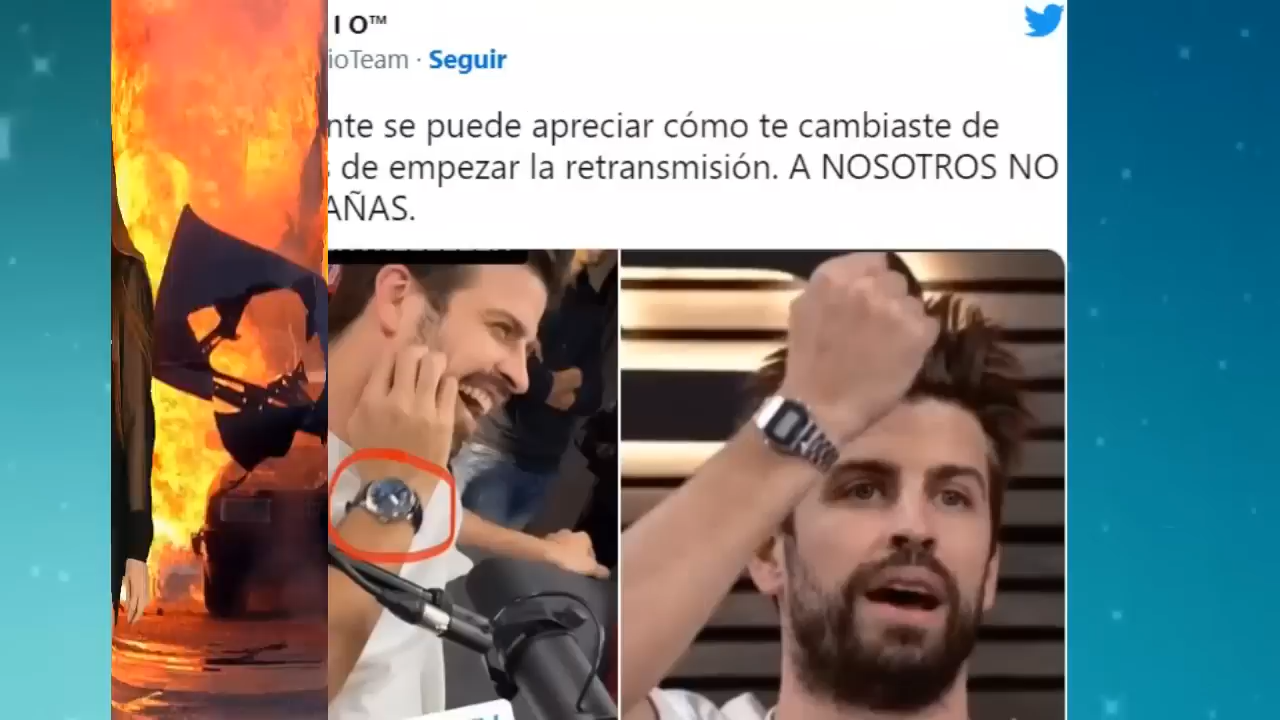 I O™
ioTeam · Seguir
nte se puede apreciar cómo te cambiaste de
s de empezar la retransmisión. A NOSOTROS NO
AÑAS.